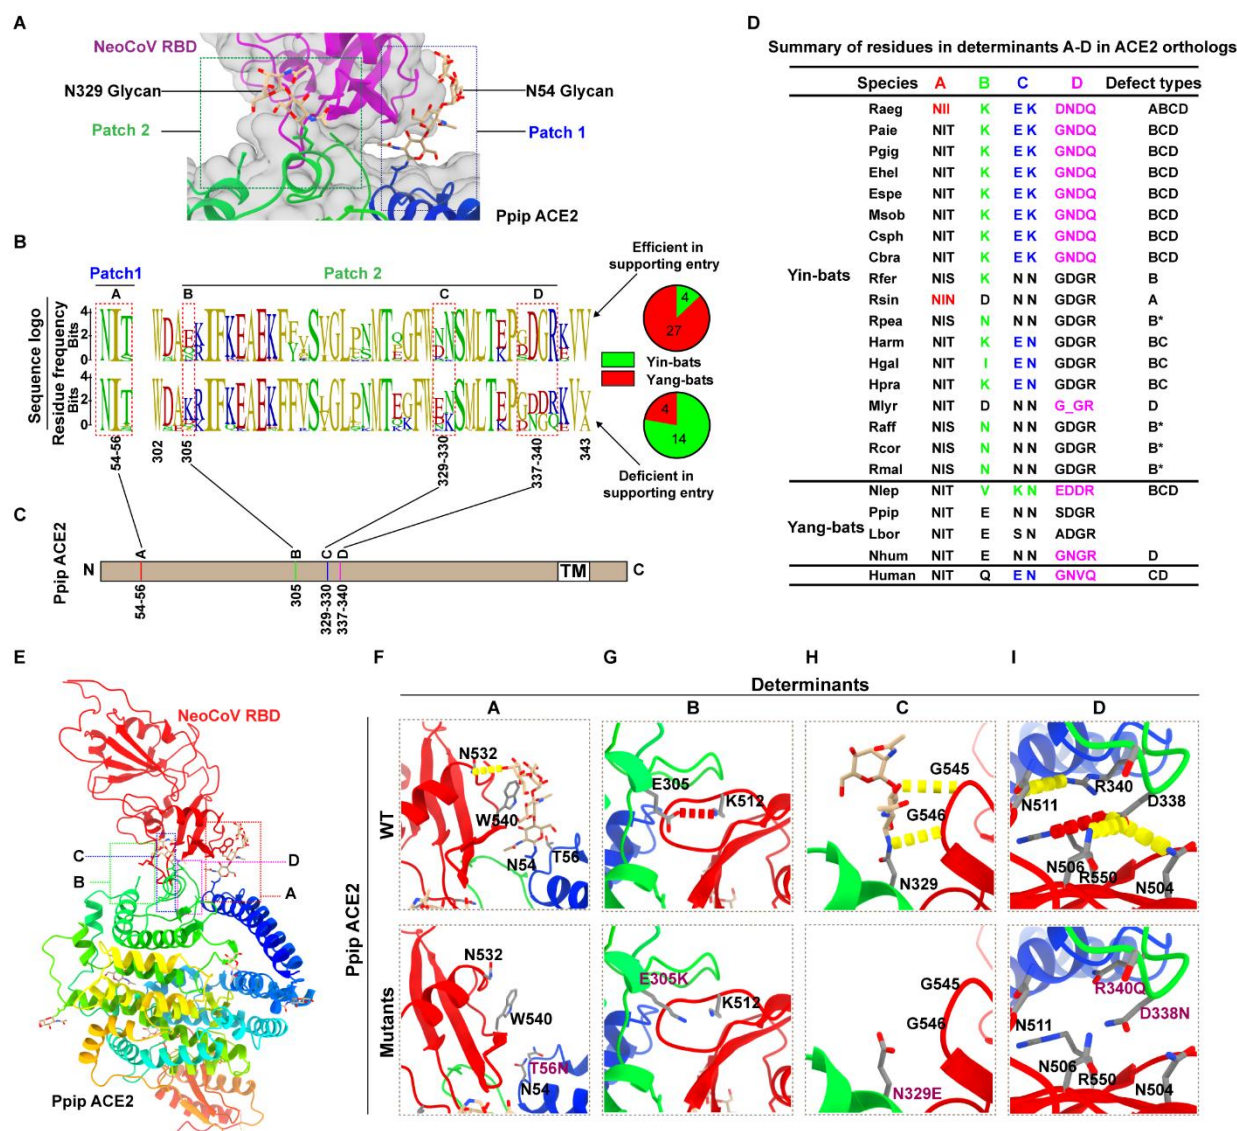 A
NeoCoV RBD
N329 Glycan
N54 Glycan
Patch 2
Patch 1
Ppip ACE2
B
Patch1
Patch 2
A B C D
Sequence logo
Residue frequency
4
Bits
2
0
4
Bits
2
0
54-56
302
305
329-330
337-340
343
Efficient in
supporting entry
4
27
Yin-bats
Yang-bats
4
14
Deficient in
supporting entry
C
Ppip ACE2
N
A B C D
TM
C
54-56
305
329-330
337-340
D
Summary of residues in determinants A-D in ACE2 orthologs
Species A B C D Defect types
Yin-bats
Raeg NII K E K DNDQ ABCD
Paie NIT K E K GNDQ BCD
Pgig NIT K E K GNDQ BCD
Ehel NIT K E K GNDQ BCD
Espe NIT K E K GNDQ BCD
Msob NIT K E K GNDQ BCD
Csph NIT K E K GNDQ BCD
Cbra NIT K E K GNDQ BCD
Rfer NIS K N N GDGR B
Rsin NIN D N N GDGR A
Rpea NIS N N N GDGR B*
Harm NIT K E N GDGR BC
Hgal NIT I E N GDGR BC
Hpra NIT K E N GDGR BC
Mlyr NIT D N N G_GR D
Raff NIS N N N GDGR B*
Rcor NIS N N N GDGR B*
Rmal NIS N N N GDGR B*
Yang-bats
Nlep NIT V K N EDDR BCD
Ppip NIT E N N SDGR
Lbor NIT E S N ADGR
Nhum NIT E N N GNGR D
Human NIT Q E N GNVQ CD
E
NeoCoV RBD
C
B
D
A
Ppip ACE2
F G H I
Determinants
A B C D
Ppip ACE2
WT
N532
W540
N54
T56
E305
K512
G545
G546
N329
N511
R340
D338
N506
R550
N504
Mutants
N532
W540
T56N
N54
E305K
K512
G545
G546
N329E
R340Q
N511
D338N
N506
R550
N504